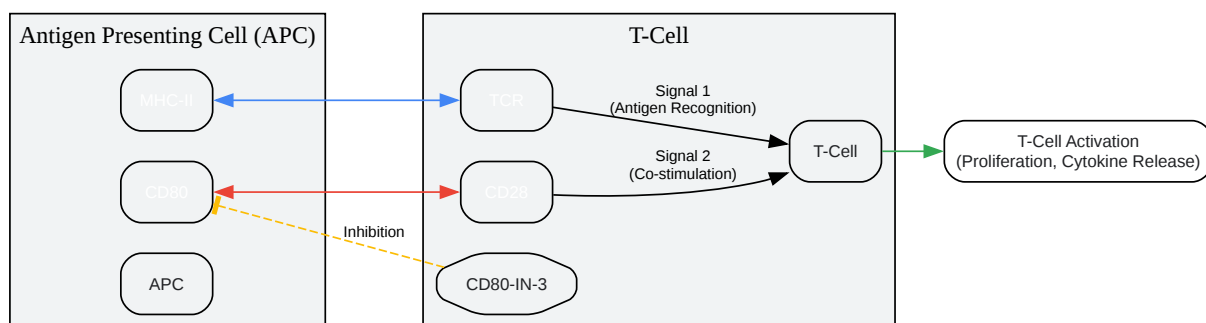 Antigen Presenting Cell (APC)
T-Cell
MHC-II
TCR
Signal 1
(Antigen Recognition)
CD80
CD28
Signal 2
(Co-stimulation)
T-Cell
T-Cell Activation
(Proliferation, Cytokine Release)
Inhibition
APC
CD80-IN-3